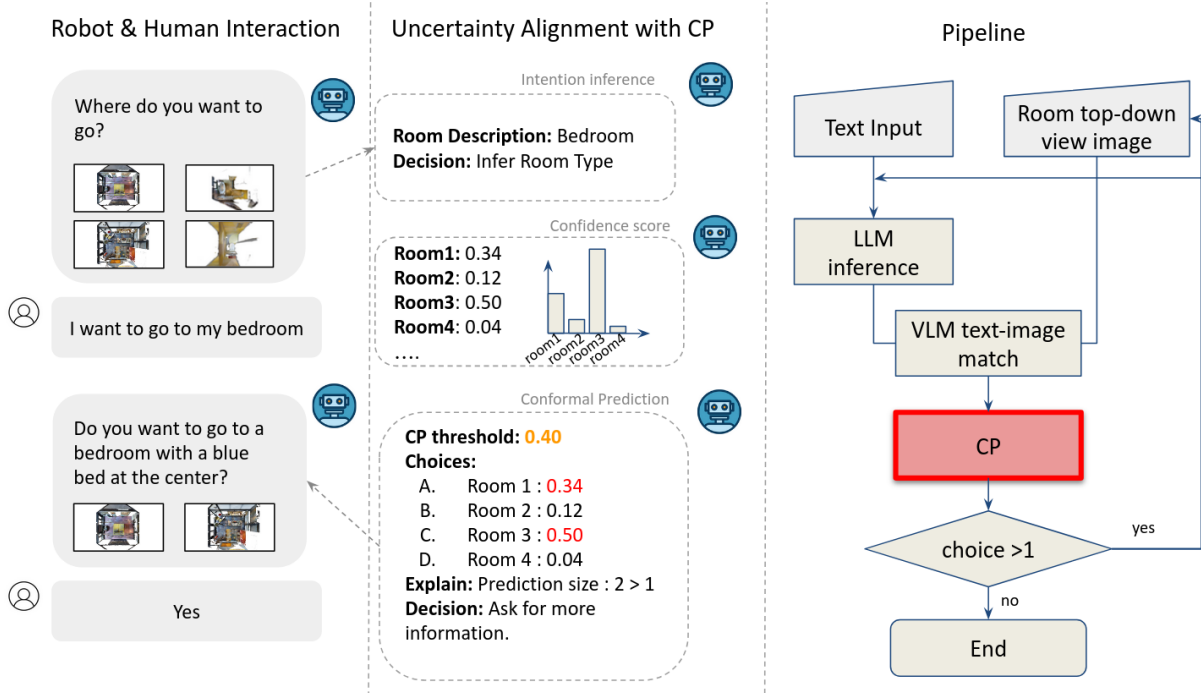 Robot & Human Interaction
Where do you want to
go?
I want to go to my bedroom
Do you want to go to a
bedroom with a blue
bed at the center?
Yes
Uncertainty Alignment with CP
Intention inference
Room Description: Bedroom
Decision: Infer Room Type
Confidence score
Room1: 0.34
Room2: 0.12
Room3: 0.50
Room4: 0.04
....
room1
room2
room3
room4
Conformal Prediction
CP threshold: 0.40
Choices:
A. Room 1 : 0.34
B. Room 2 : 0.12
C. Room 3 : 0.50
D. Room 4 : 0.04
Explain: Prediction size : 2 > 1
Decision: Ask for more
information.
Pipeline
Text Input
Room top-down
view image
LLM
inference
VLM text-image
match
CP
choice >1
yes
no
End